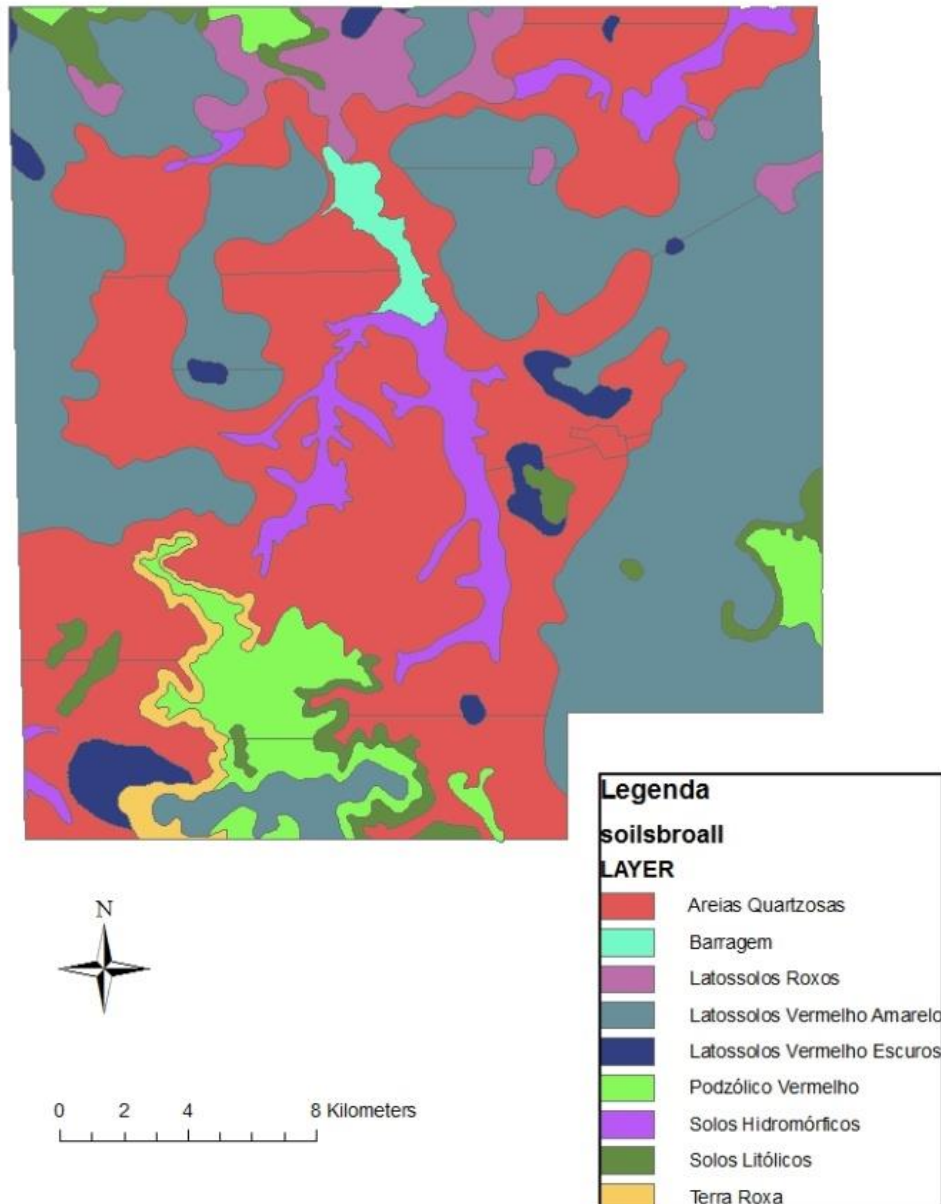 Legenda
soilsbroall
LAYER
Areias Quartzosas
Barragem
Latossolos Roxos
Latossolos Vermelho Amarelo
Latossolos Vermelho Escuros
Podzólico Vermelho
Solos Hidromórficos
Solos Litólicos
Terra Roxa
N
0 2 4 8 Kilometers